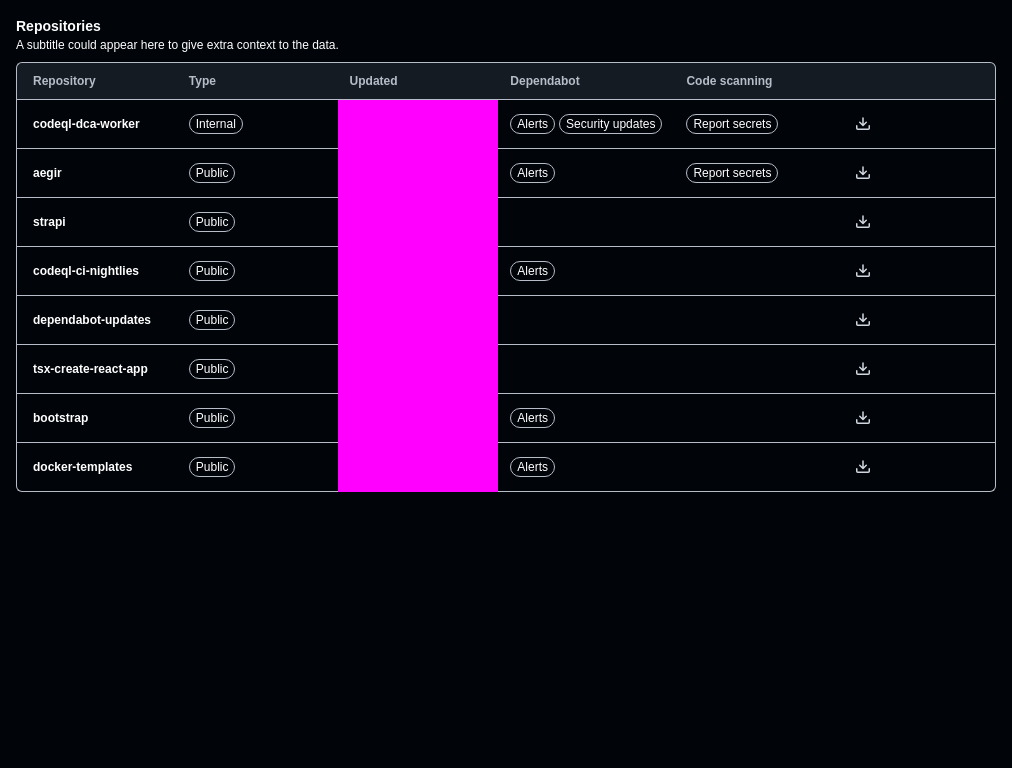 Repositories
A subtitle could appear here to give extra context to the data.
Repository Type Updated Dependabot Code scanning
codeql-dca-worker Internal Alerts Security updates Report secrets
aegir Public Alerts Report secrets
strapi Public
codeql-ci-nightlies Public Alerts
dependabot-updates Public
tsx-create-react-app Public
bootstrap Public Alerts
docker-templates Public Alerts